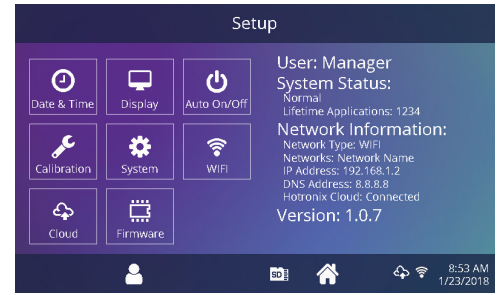 Setup
Date & Time
Display
Auto On/Off
Calibration
System
WIFI
Cloud
Firmware
User: Manager
System Status:
Normal
Lifetime Applications: 1234
Network Information:
Network Type: WIFI
Networks: Network Name
IP Address: 192.168.1.2
DNS Address: 8.8.8.8
Hotronix Cloud: Connected
Version: 1.0.7
SD
8:53 AM
1/23/2018